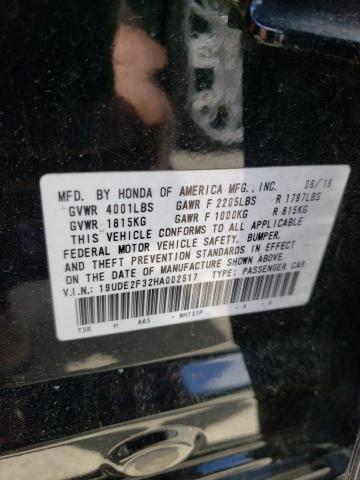 MFD. BY HONDA OF AMERICA MFG., INC. 06/16
GVWR 4001LBS GAWR F 2205LBS R 1797LBS
GVWR 1815KG GAWR F 1000KG R 815KG
THIS VEHICLE CONFORMS TO ALL APPLICABLE
FEDERAL MOTOR VEHICLE SAFETY, BUMPER,
AND THEFT PREVENTION STANDARDS IN EFFECT
ON THE DATE OF MANUFACTURE SHOWN ABOVE.
V.I.N.: 19UDE2F32HA002517 TYPE: PASSENGER CAR
T3R H AA5 - NH731P - A - A